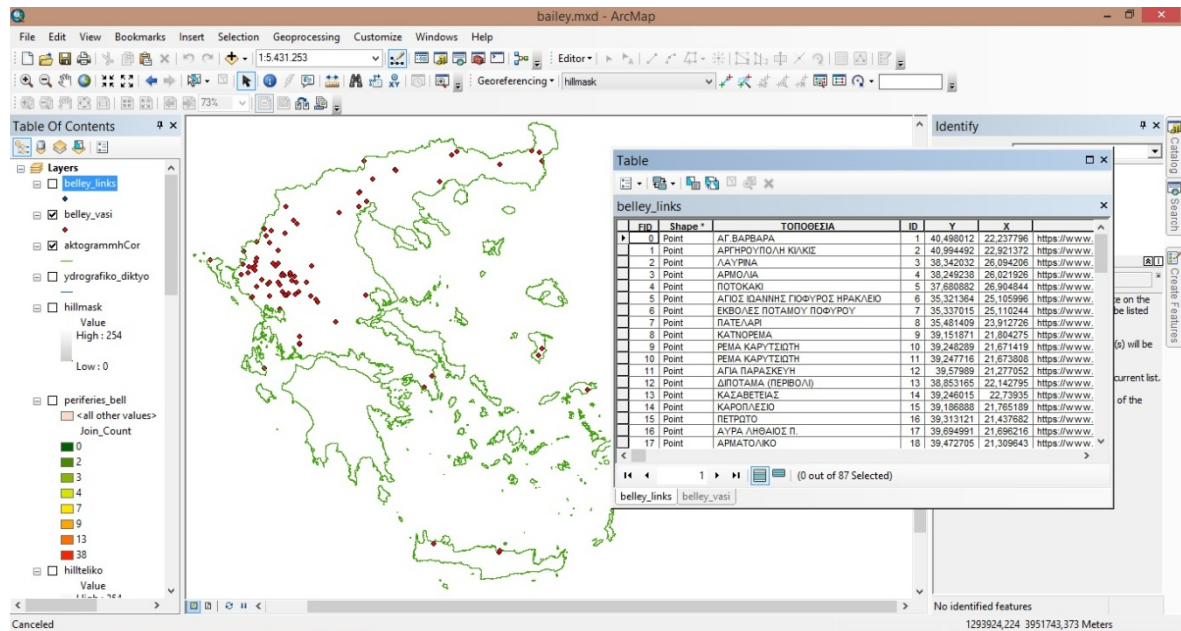 bailey.mxd - ArcMap
File Edit View Bookmarks Insert Selection Geoprocessing Customize Windows Help
1:5.431.253 Editor
Georeferencing hillmask
73%
Table Of Contents
Layers
belley_links
belley_vasi
aktogrammhCor
ydrografiko_diktyo
hillmask
Value
High : 254
Low : 0
periferies_bell
<all other values>
Join_Count
0
2
3
4
7
9
13
38
hillteliko
Value
Table
belley_links
FID Shape * ΤΟΠΟΘΕΣΙΑ ID Y X
0 Point ΑΓ.ΒΑΡΒΑΡΑ 1 40,498012 22,237796 https://www.
1 Point ΑΡΓΗΡΟΥΠΟΛΗ ΚΙΛΚΙΣ 2 40,994492 22,921372 https://www.
2 Point ΛΑΥΡΙΝΑ 3 38,342032 26,094206 https://www.
3 Point ΑΡΜΟΛΙΑ 4 38,249238 26,021926 https://www.
4 Point ΠΟΤΟΚΑΚΙ 5 37,680882 26,904844 https://www.
5 Point ΑΓΙΟΣ ΙΩΑΝΝΗΣ ΓΙΟΦΥΡΟΣ ΗΡΑΚΛΕΙΟ 6 35,321364 25,105996 https://www.
6 Point ΕΚΒΟΛΕΣ ΠΟΤΑΜΟΥ ΠΟΦΥΡΟΥ 7 35,337015 25,110244 https://www.
7 Point ΠΑΤΕΛΑΡΙ 8 35,481409 23,912726 https://www.
8 Point ΚΑΤΝΟΡΕΜΑ 9 39,151871 21,804275 https://www.
9 Point ΡΕΜΑ ΚΑΡΥΤΣΙΩΤΗ 10 39,248289 21,671419 https://www.
10 Point ΡΕΜΑ ΚΑΡΥΤΣΙΩΤΗ 11 39,247716 21,673808 https://www.
11 Point ΑΓΙΑ ΠΑΡΑΣΚΕΥΗ 12 39,57989 21,277052 https://www.
12 Point ΔΙΠΟΤΑΜΑ (ΠΕΡΙΒΟΛΙ) 13 38,853165 22,142795 https://www.
13 Point ΚΑΣΑΒΕΤΕΙΑΣ 14 39,246015 22,73935 https://www.
14 Point ΚΑΡΟΠΛΕΣΙΟ 15 39,186888 21,765189 https://www.
15 Point ΠΕΤΡΩΤΟ 16 39,313121 21,437682 https://www.
16 Point ΑΥΡΑ ΛΗΘΑΙΟΣ Π. 17 39,694991 21,696216 https://www.
17 Point ΑΡΜΑΤΟΛΙΚΟ 18 39,472705 21,309643 https://www.
1 (0 out of 87 Selected)
belley_links belley_vasi
Identify
e on the
be listed
(s) will be
current list.
of the
No identified features
Catalog
Search
Create Features
Canceled
1293924,224 3951743,373 Meters